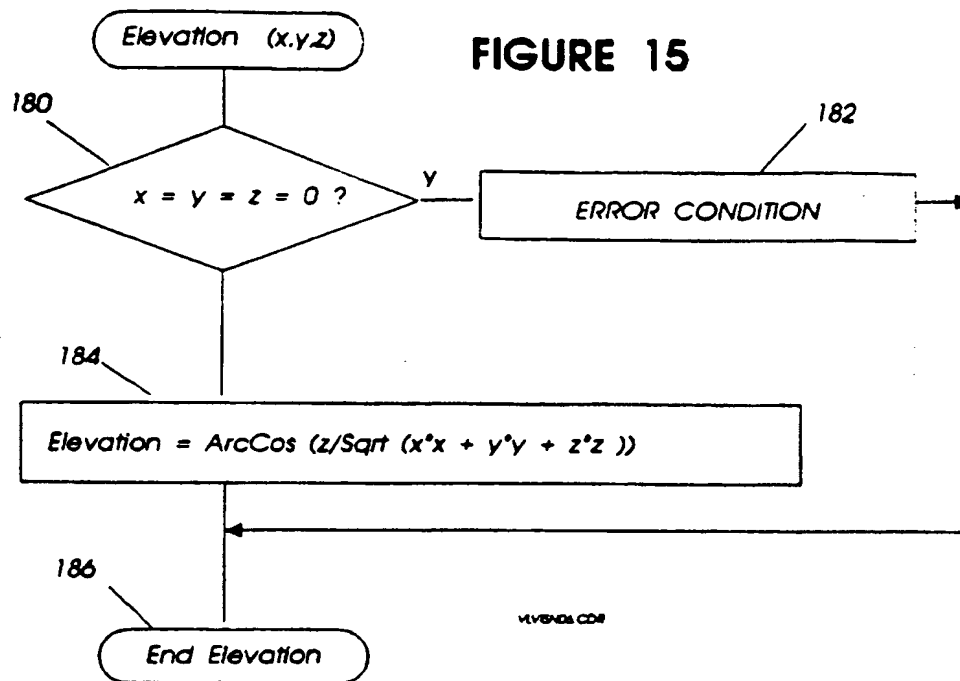 Elevation (x.y.z)
FIGURE 15
180
182
x = y = z = 0 ?
Y
ERROR CONDITION
184
Elevation = ArcCos (z/Sqrt (x*x + y*y + z*z ))
186
End Elevation